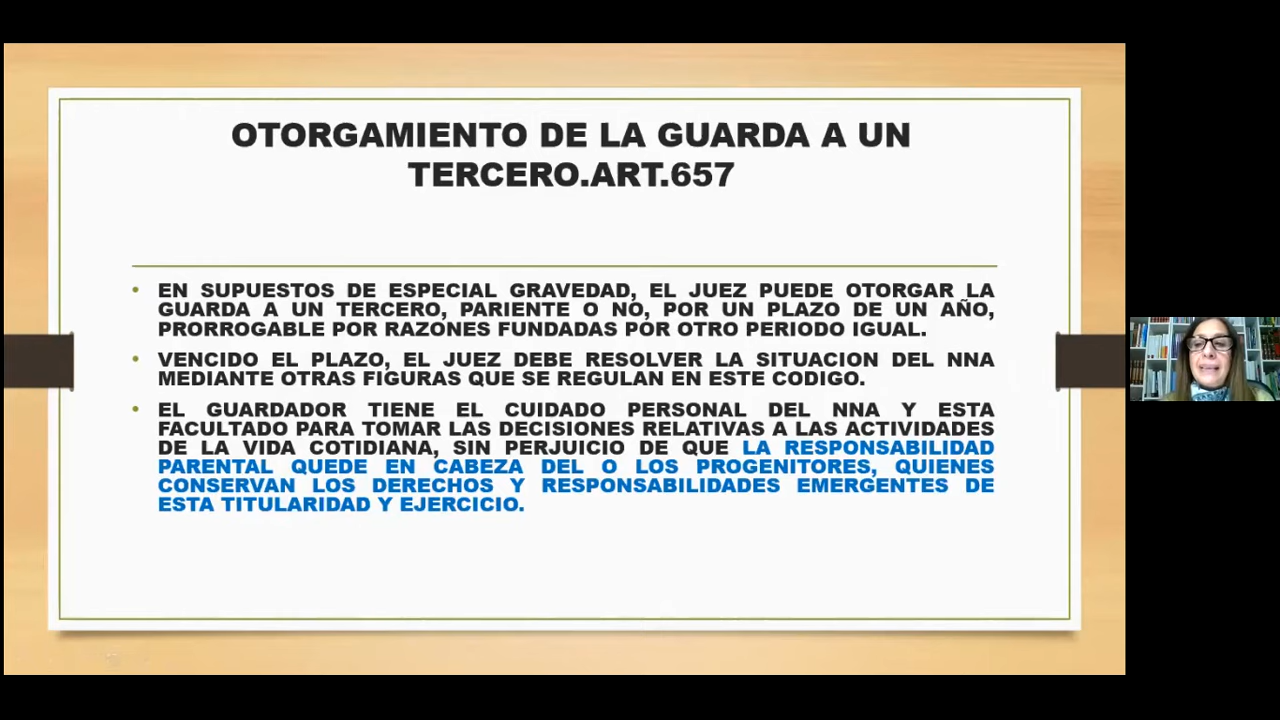 OTORGAMIENTO DE LA GUARDA A UN
TERCERO.ART.657
• EN SUPUESTOS DE ESPECIAL GRAVEDAD, EL JUEZ PUEDE OTORGAR LA
GUARDA A UN TERCERO, PARIENTE O NO, POR UN PLAZO DE UN AÑO,
PRORROGABLE POR RAZONES FUNDADAS POR OTRO PERIODO IGUAL.
• VENCIDO EL PLAZO, EL JUEZ DEBE RESOLVER LA SITUACION DEL NNA
MEDIANTE OTRAS FIGURAS QUE SE REGULAN EN ESTE CODIGO.
• EL GUARDADOR TIENE EL CUIDADO PERSONAL DEL NNA Y ESTA
FACULTADO PARA TOMAR LAS DECISIONES RELATIVAS A LAS ACTIVIDADES
DE LA VIDA COTIDIANA, SIN PERJUICIO DE QUE LA RESPONSABILIDAD
PARENTAL QUEDE EN CABEZA DEL O LOS PROGENITORES, QUIENES
CONSERVAN LOS DERECHOS Y RESPONSABILIDADES EMERGENTES DE
ESTA TITULARIDAD Y EJERCICIO.